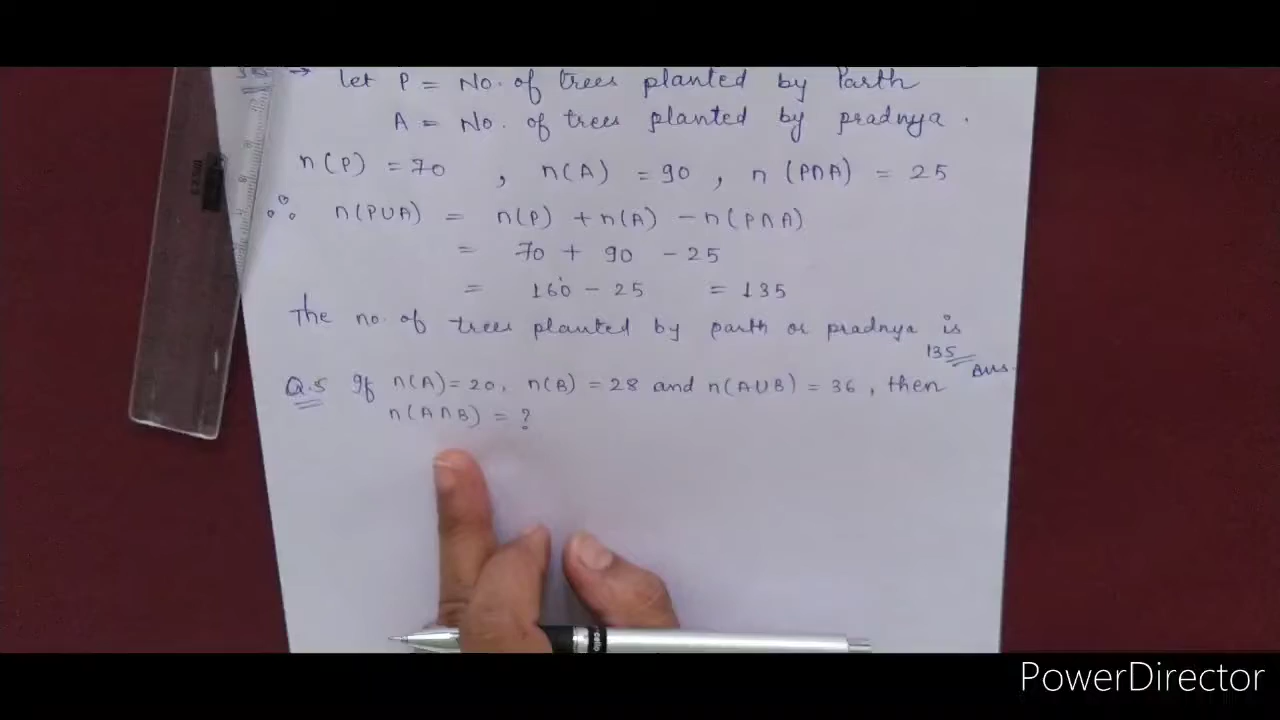 → Let P = No. of trees planted by Parth
A = No. of trees planted by pradnya.
n(P) = 70, n(A) = 90, n(P∩A) = 25
∴ n(P∪A) = n(P) + n(A) - n(P∩A)
= 70 + 90 - 25
= 160 - 25 = 135
The no. of trees planted by parth or pradnya is
135 Ans.
Q.5 If n(A) = 20, n(B) = 28 and n(A∪B) = 36, then
n(A∩B) = ?
PowerDirector